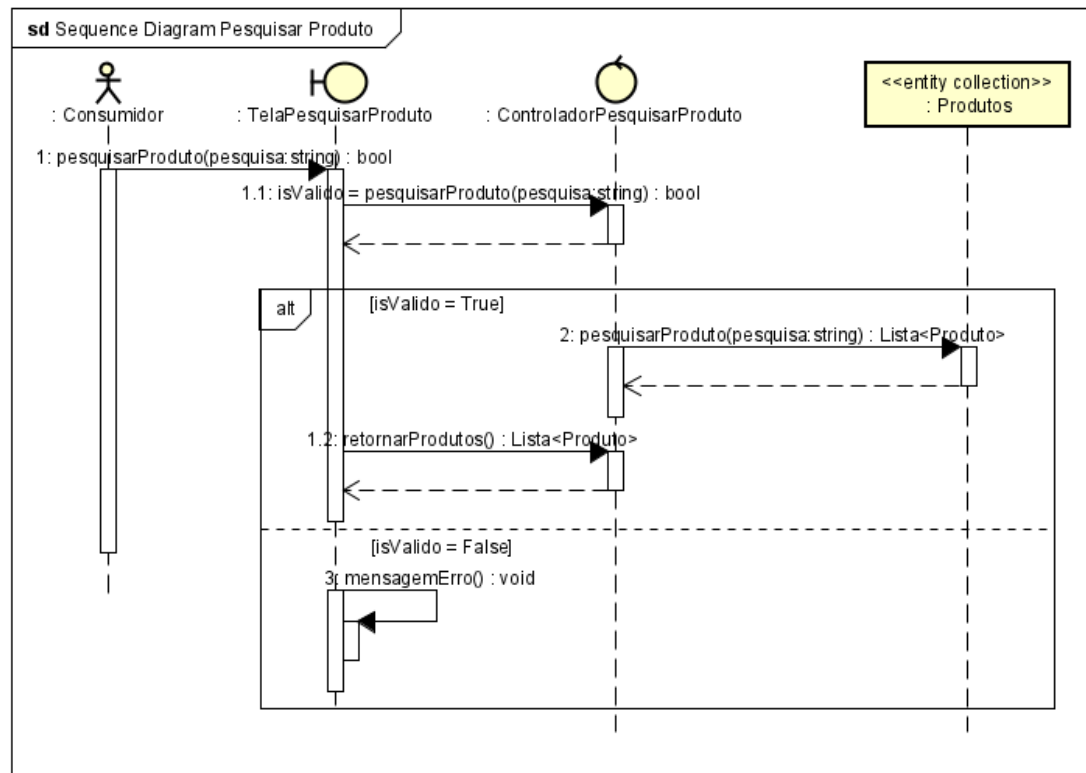 sd Sequence Diagram Pesquisar Produto
<<entity collection>>
: Produtos
: Consumidor
: TelaPesquisarProduto
: ControladorPesquisarProduto
1: pesquisarProduto(pesquisa:string) : bool
1.1: isValido = pesquisarProduto(pesquisa:string) : bool
alt
[isValido = True]
2: pesquisarProduto(pesquisa:string) : Lista<Produto>
1.2: retornarProdutos() : Lista<Produto>
[isValido = False]
3: mensagemErro() : void